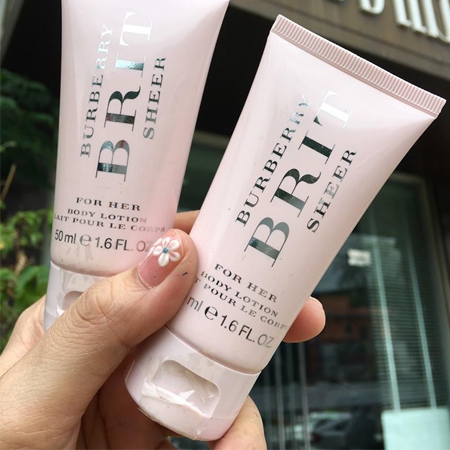 BURBERRY
BRIT
SHEER
FOR HER
BODY LOTION
LAIT POUR LE CORPS
50 ml e 1.6 FL. OZ
BURBERRY
BRIT
SHEER
FOR HER
BODY LOTION
POUR LE CORPS
ml e 1.6 FL.OZ.